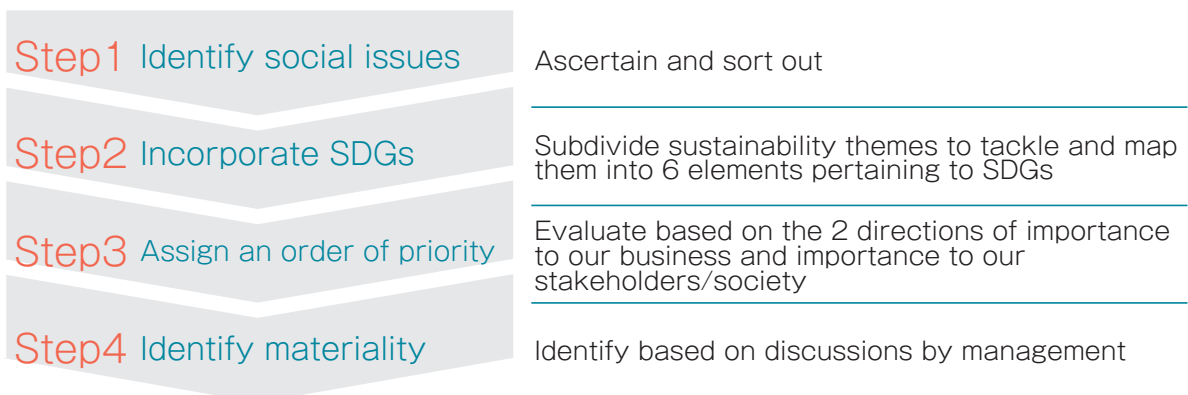 Step1 Identify social issues
Ascertain and sort out
Step2 Incorporate SDGs
Subdivide sustainability themes to tackle and map
them into 6 elements pertaining to SDGs
Step3 Assign an order of priority
Evaluate based on the 2 directions of importance
to our business and importance to our
stakeholders/society
Step4 Identify materiality
Identify based on discussions by management